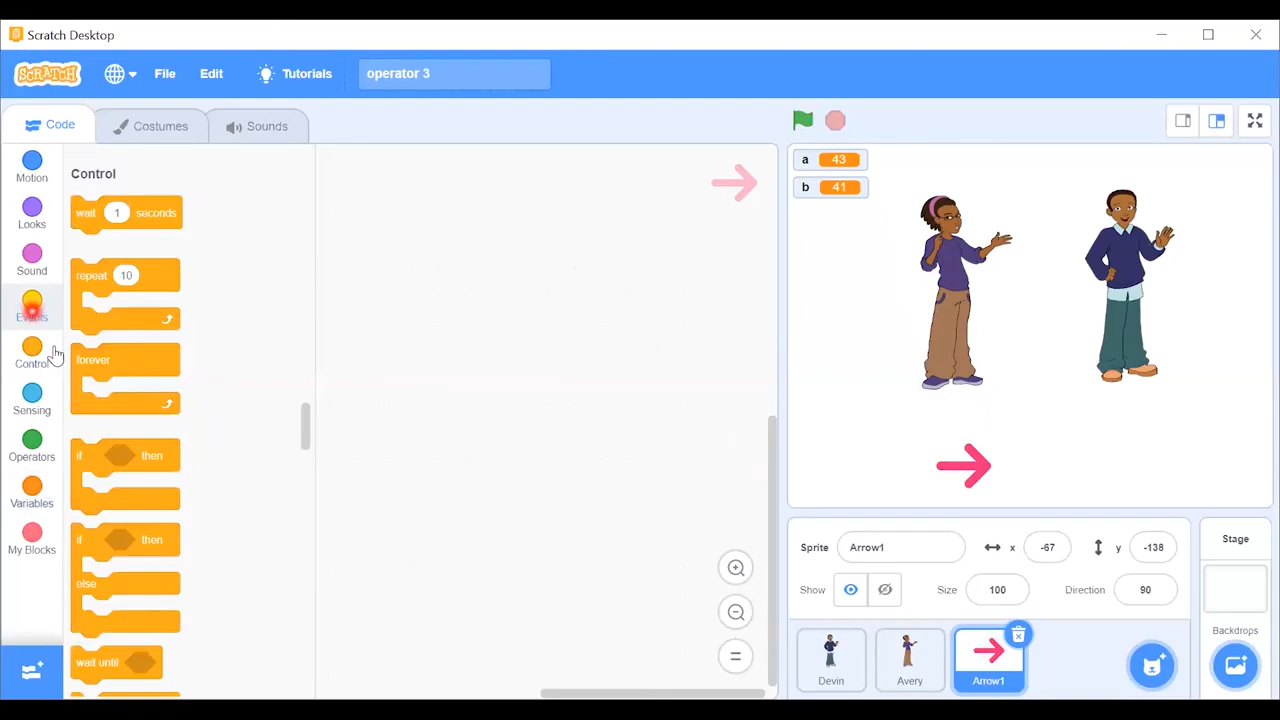 Scratch Desktop
SCRATCH File Edit Tutorials operator 3
Code Costumes Sounds
Motion
Looks
Sound
Events
Control
Sensing
Operators
Variables
My Blocks
Control
wait 1 seconds
repeat 10
forever
if then
if then
else
wait until
a 43
b 41
Sprite Arrow1 x -67 y -138
Show Size 100 Direction 90
Devin Avery Arrow1
Stage
Backdrops